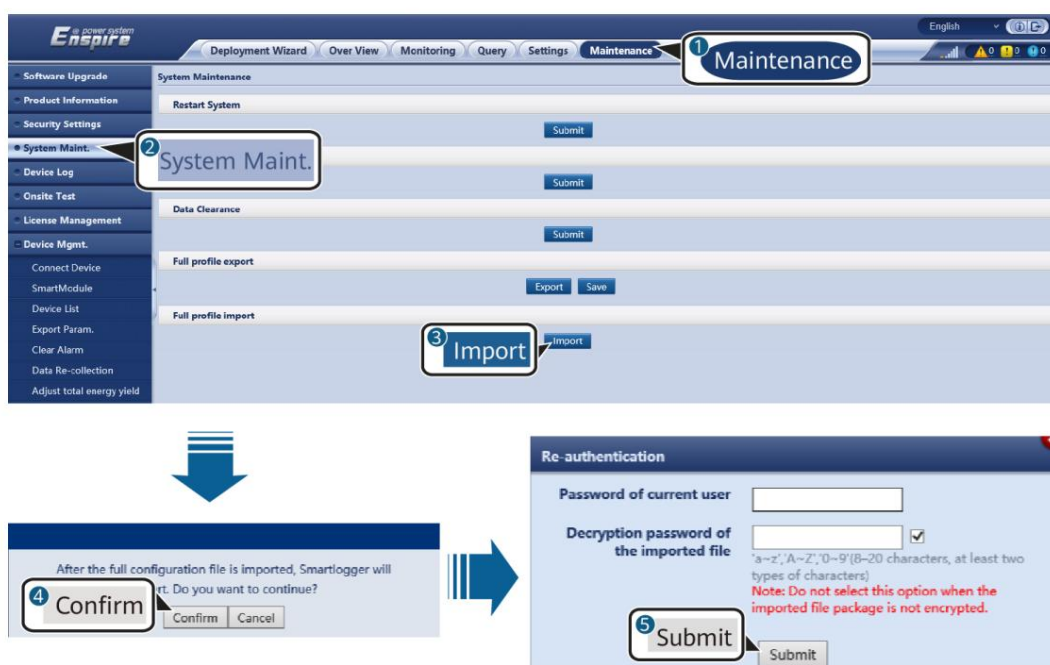 Enspire
e power system
English
Deployment Wizard Over View Monitoring Query Settings Maintenance
1 Maintenance
0 0 0
Software Upgrade
Product Information
Security Settings
System Maint.
Device Log
Onsite Test
License Management
Device Mgmt.
Connect Device
SmartModule
Device List
Export Param.
Clear Alarm
Data Re-collection
Adjust total energy yield
System Maintenance
Restart System
Submit
2 System Maint.
Submit
Data Clearance
Submit
Full profile export
Export Save
Full profile import
3 Import
Import
After the full configuration file is imported, Smartlogger will
rt. Do you want to continue?
4 Confirm
Confirm Cancel
Re-authentication
Password of current user
Decryption password of
the imported file
'a~z','A~Z','0~9'(8–20 characters, at least two
types of characters)
Note: Do not select this option when the
imported file package is not encrypted.
5 Submit
Submit